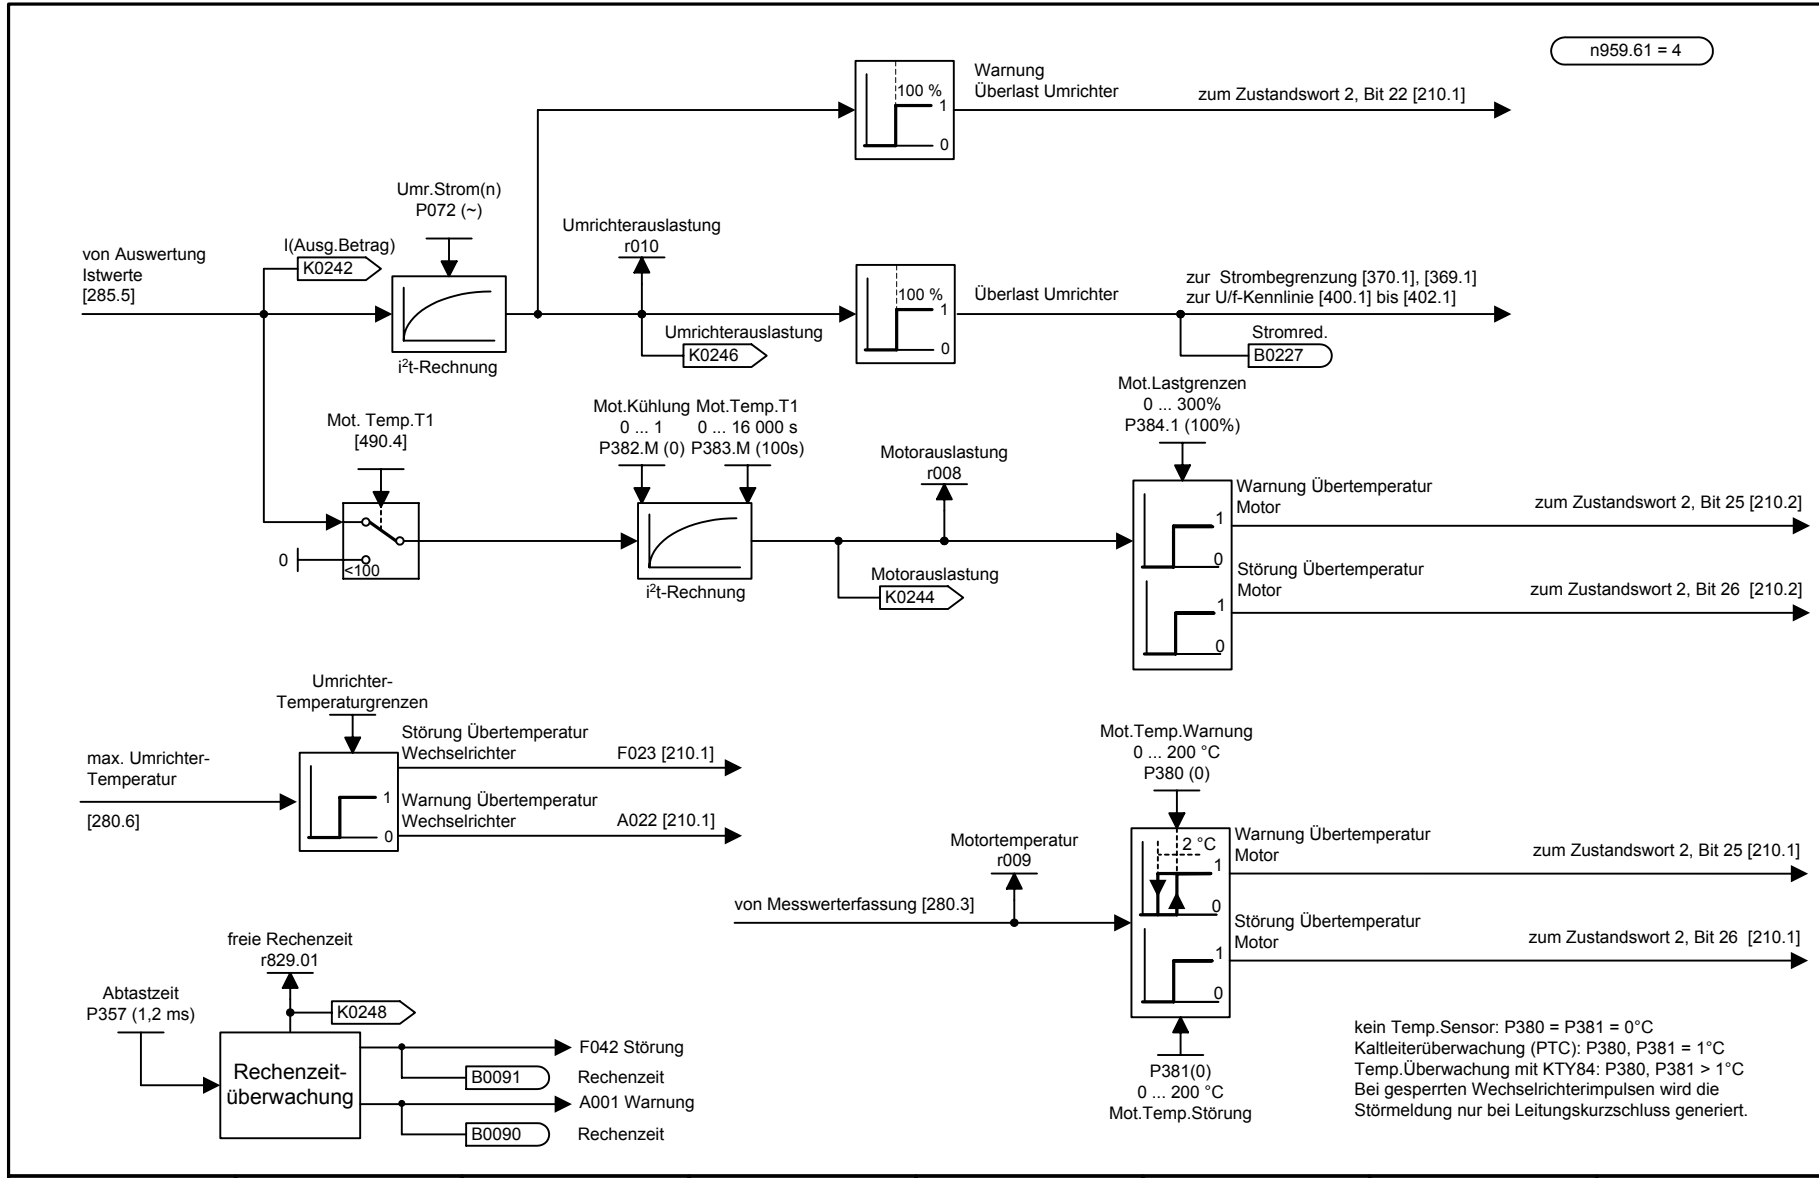 n959.61 = 4
Warnung
Überlast Umrichter
zum Zustandswort 2, Bit 22 [210.1]
100 %
1
0
Umr.Strom(n)
P072 (~)
I(Ausg.Betrag)
K0242
von Auswertung
Istwerte
[285.5]
i²t-Rechnung
Umrichterauslastung
r010
Umrichterauslastung
K0246
100 %
1
0
Überlast Umrichter
zur Strombegrenzung [370.1], [369.1]
zur U/f-Kennlinie [400.1] bis [402.1]
Stromred.
B0227
Mot. Temp.T1
[490.4]
0
<100
Mot.Kühlung
0 ... 1
P382.M (0)
Mot.Temp.T1
0 ... 16 000 s
P383.M (100s)
i²t-Rechnung
Motorauslastung
r008
Motorauslastung
K0244
Mot.Lastgrenzen
0 ... 300%
P384.1 (100%)
1
0
1
0
Warnung Übertemperatur
Motor
zum Zustandswort 2, Bit 25 [210.2]
Störung Übertemperatur
Motor
zum Zustandswort 2, Bit 26 [210.2]
Umrichter-
Temperaturgrenzen
max. Umrichter-
Temperatur
[280.6]
1
0
Störung Übertemperatur
Wechselrichter
F023 [210.1]
Warnung Übertemperatur
Wechselrichter
A022 [210.1]
Mot.Temp.Warnung
0 ... 200 °C
P380 (0)
Motortemperatur
r009
von Messwerterfassung [280.3]
2 °C
1
0
1
0
Warnung Übertemperatur
Motor
zum Zustandswort 2, Bit 25 [210.1]
Störung Übertemperatur
Motor
zum Zustandswort 2, Bit 26 [210.1]
P381(0)
0 ... 200 °C
Mot.Temp.Störung
freie Rechenzeit
r829.01
K0248
Abtastzeit
P357 (1,2 ms)
Rechenzeit-
überwachung
F042 Störung
Rechenzeit
B0091
A001 Warnung
Rechenzeit
B0090
kein Temp.Sensor: P380 = P381 = 0°C
Kaltleiterüberwachung (PTC): P380, P381 = 1°C
Temp.Überwachung mit KTY84: P380, P381 > 1°C
Bei gesperrten Wechselrichterimpulsen wird die
Störmeldung nur bei Leitungskurzschluss generiert.